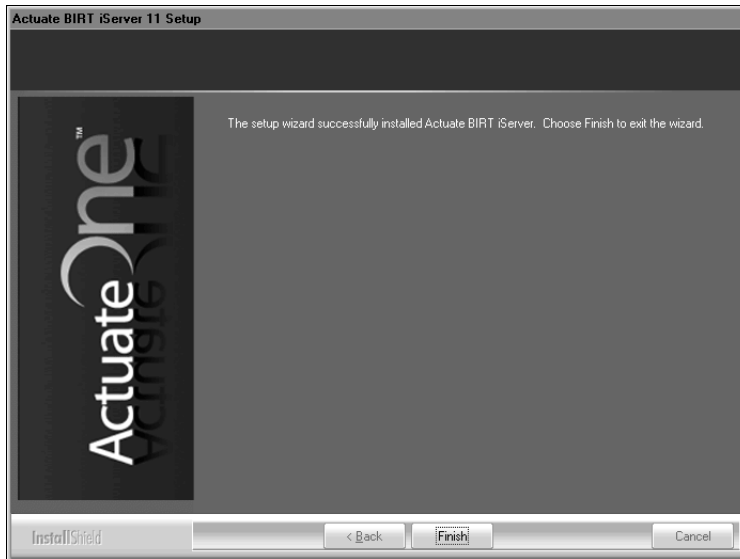 Actuate BIRT iServer 11 Setup
The setup wizard successfully installed Actuate BIRT iServer. Choose Finish to exit the wizard.
ActuateOne™
InstallShield
< Back
Finish
Cancel